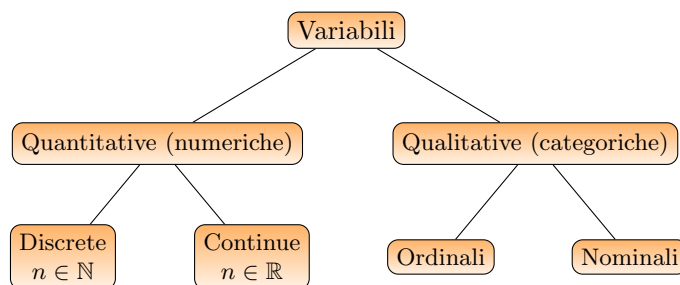 Variabili
Quantitative (numeriche)
Qualitative (categoriche)
Discrete
n ∈ ℕ
Continue
n ∈ ℝ
Ordinali
Nominali